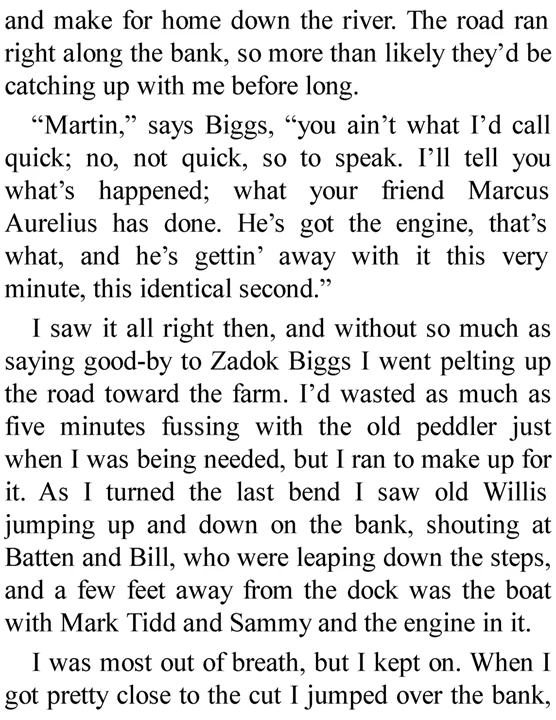 and make for home down the river. The road ran
right along the bank, so more than likely they’d be
catching up with me before long.
“Martin,” says Biggs, “you ain’t what I’d call
quick; no, not quick, so to speak. I’ll tell you
what’s happened; what your friend Marcus
Aurelius has done. He’s got the engine, that’s
what, and he’s gettin’ away with it this very
minute, this identical second.”
I saw it all right then, and without so much as
saying good-by to Zadok Biggs I went pelting up
the road toward the farm. I’d wasted as much as
five minutes fussing with the old peddler just
when I was being needed, but I ran to make up for
it. As I turned the last bend I saw old Willis
jumping up and down on the bank, shouting at
Batten and Bill, who were leaping down the steps,
and a few feet away from the dock was the boat
with Mark Tidd and Sammy and the engine in it.
I was most out of breath, but I kept on. When I
got pretty close to the cut I jumped over the bank,